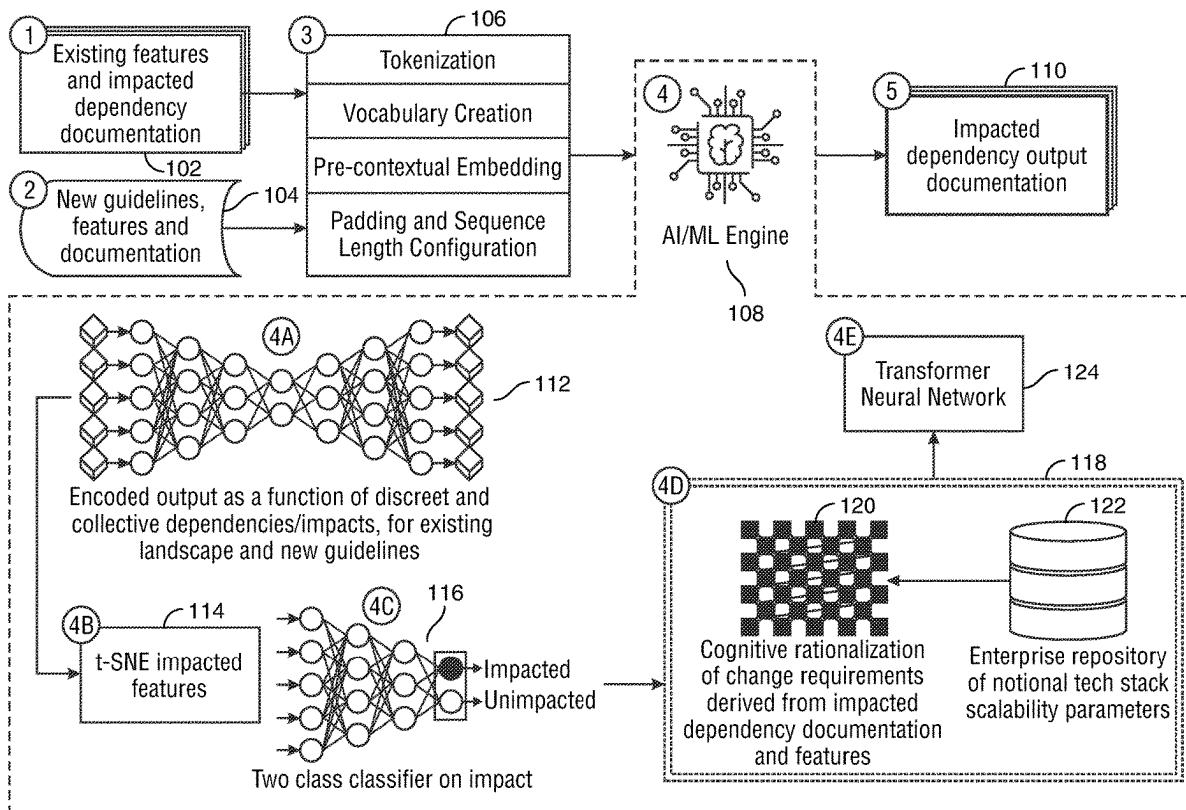 1
Existing features
and impacted
dependency
documentation
102
2
New guidelines,
features and
documentation
104
3
106
Tokenization
Vocabulary Creation
Pre-contextual Embedding
Padding and Sequence
Length Configuration
4
AI/ML Engine
108
5
110
Impacted
dependency output
documentation
4A
112
Encoded output as a function of discreet and
collective dependencies/impacts, for existing
landscape and new guidelines
4B
114
t-SNE impacted
features
4C
116
Impacted
Unimpacted
Two class classifier on impact
4D
118
120
Cognitive rationalization
of change requirements
derived from impacted
dependency documentation
and features
122
Enterprise repository
of notional tech stack
scalability parameters
4E
Transformer
Neural Network
124